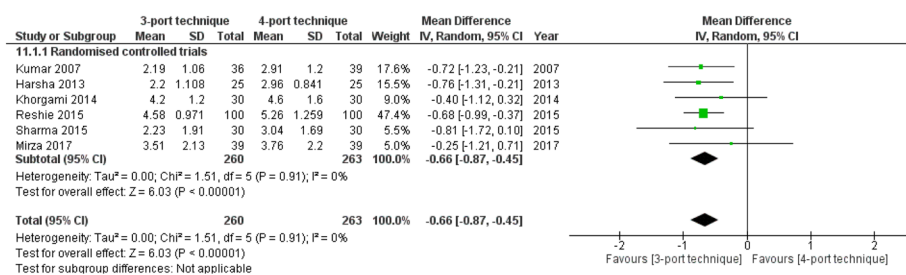 3-port technique 4-port technique Mean Difference Mean Difference
Study or Subgroup Mean SD Total Mean SD Total Weight IV, Random, 95% CI Year IV, Random, 95% CI
11.1.1 Randomised controlled trials
Kumar 2007 2.19 1.06 36 2.91 1.2 39 17.6% -0.72 [-1.23, -0.21] 2007
Harsha 2013 2.2 1.108 25 2.96 0.841 25 15.5% -0.76 [-1.31, -0.21] 2013
Khorgami 2014 4.2 1.2 30 4.6 1.6 30 9.0% -0.40 [-1.12, 0.32] 2014
Reshie 2015 4.58 0.971 100 5.26 1.259 100 47.4% -0.68 [-0.99, -0.37] 2015
Sharma 2015 2.23 1.91 30 3.04 1.69 30 5.5% -0.81 [-1.72, 0.10] 2015
Mirza 2017 3.51 2.13 39 3.76 2.2 39 5.0% -0.25 [-1.21, 0.71] 2017
Subtotal (95% CI) 260 263 100.0% -0.66 [-0.87, -0.45]
Heterogeneity: Tau² = 0.00; Chi² = 1.51, df = 5 (P = 0.91); I² = 0%
Test for overall effect: Z = 6.03 (P < 0.00001)
Total (95% CI) 260 263 100.0% -0.66 [-0.87, -0.45]
Heterogeneity: Tau² = 0.00; Chi² = 1.51, df = 5 (P = 0.91); I² = 0%
Test for overall effect: Z = 6.03 (P < 0.00001)
Test for subgroup differences: Not applicable
-2 -1 0 1 2
Favours [3-port technique] Favours [4-port technique]